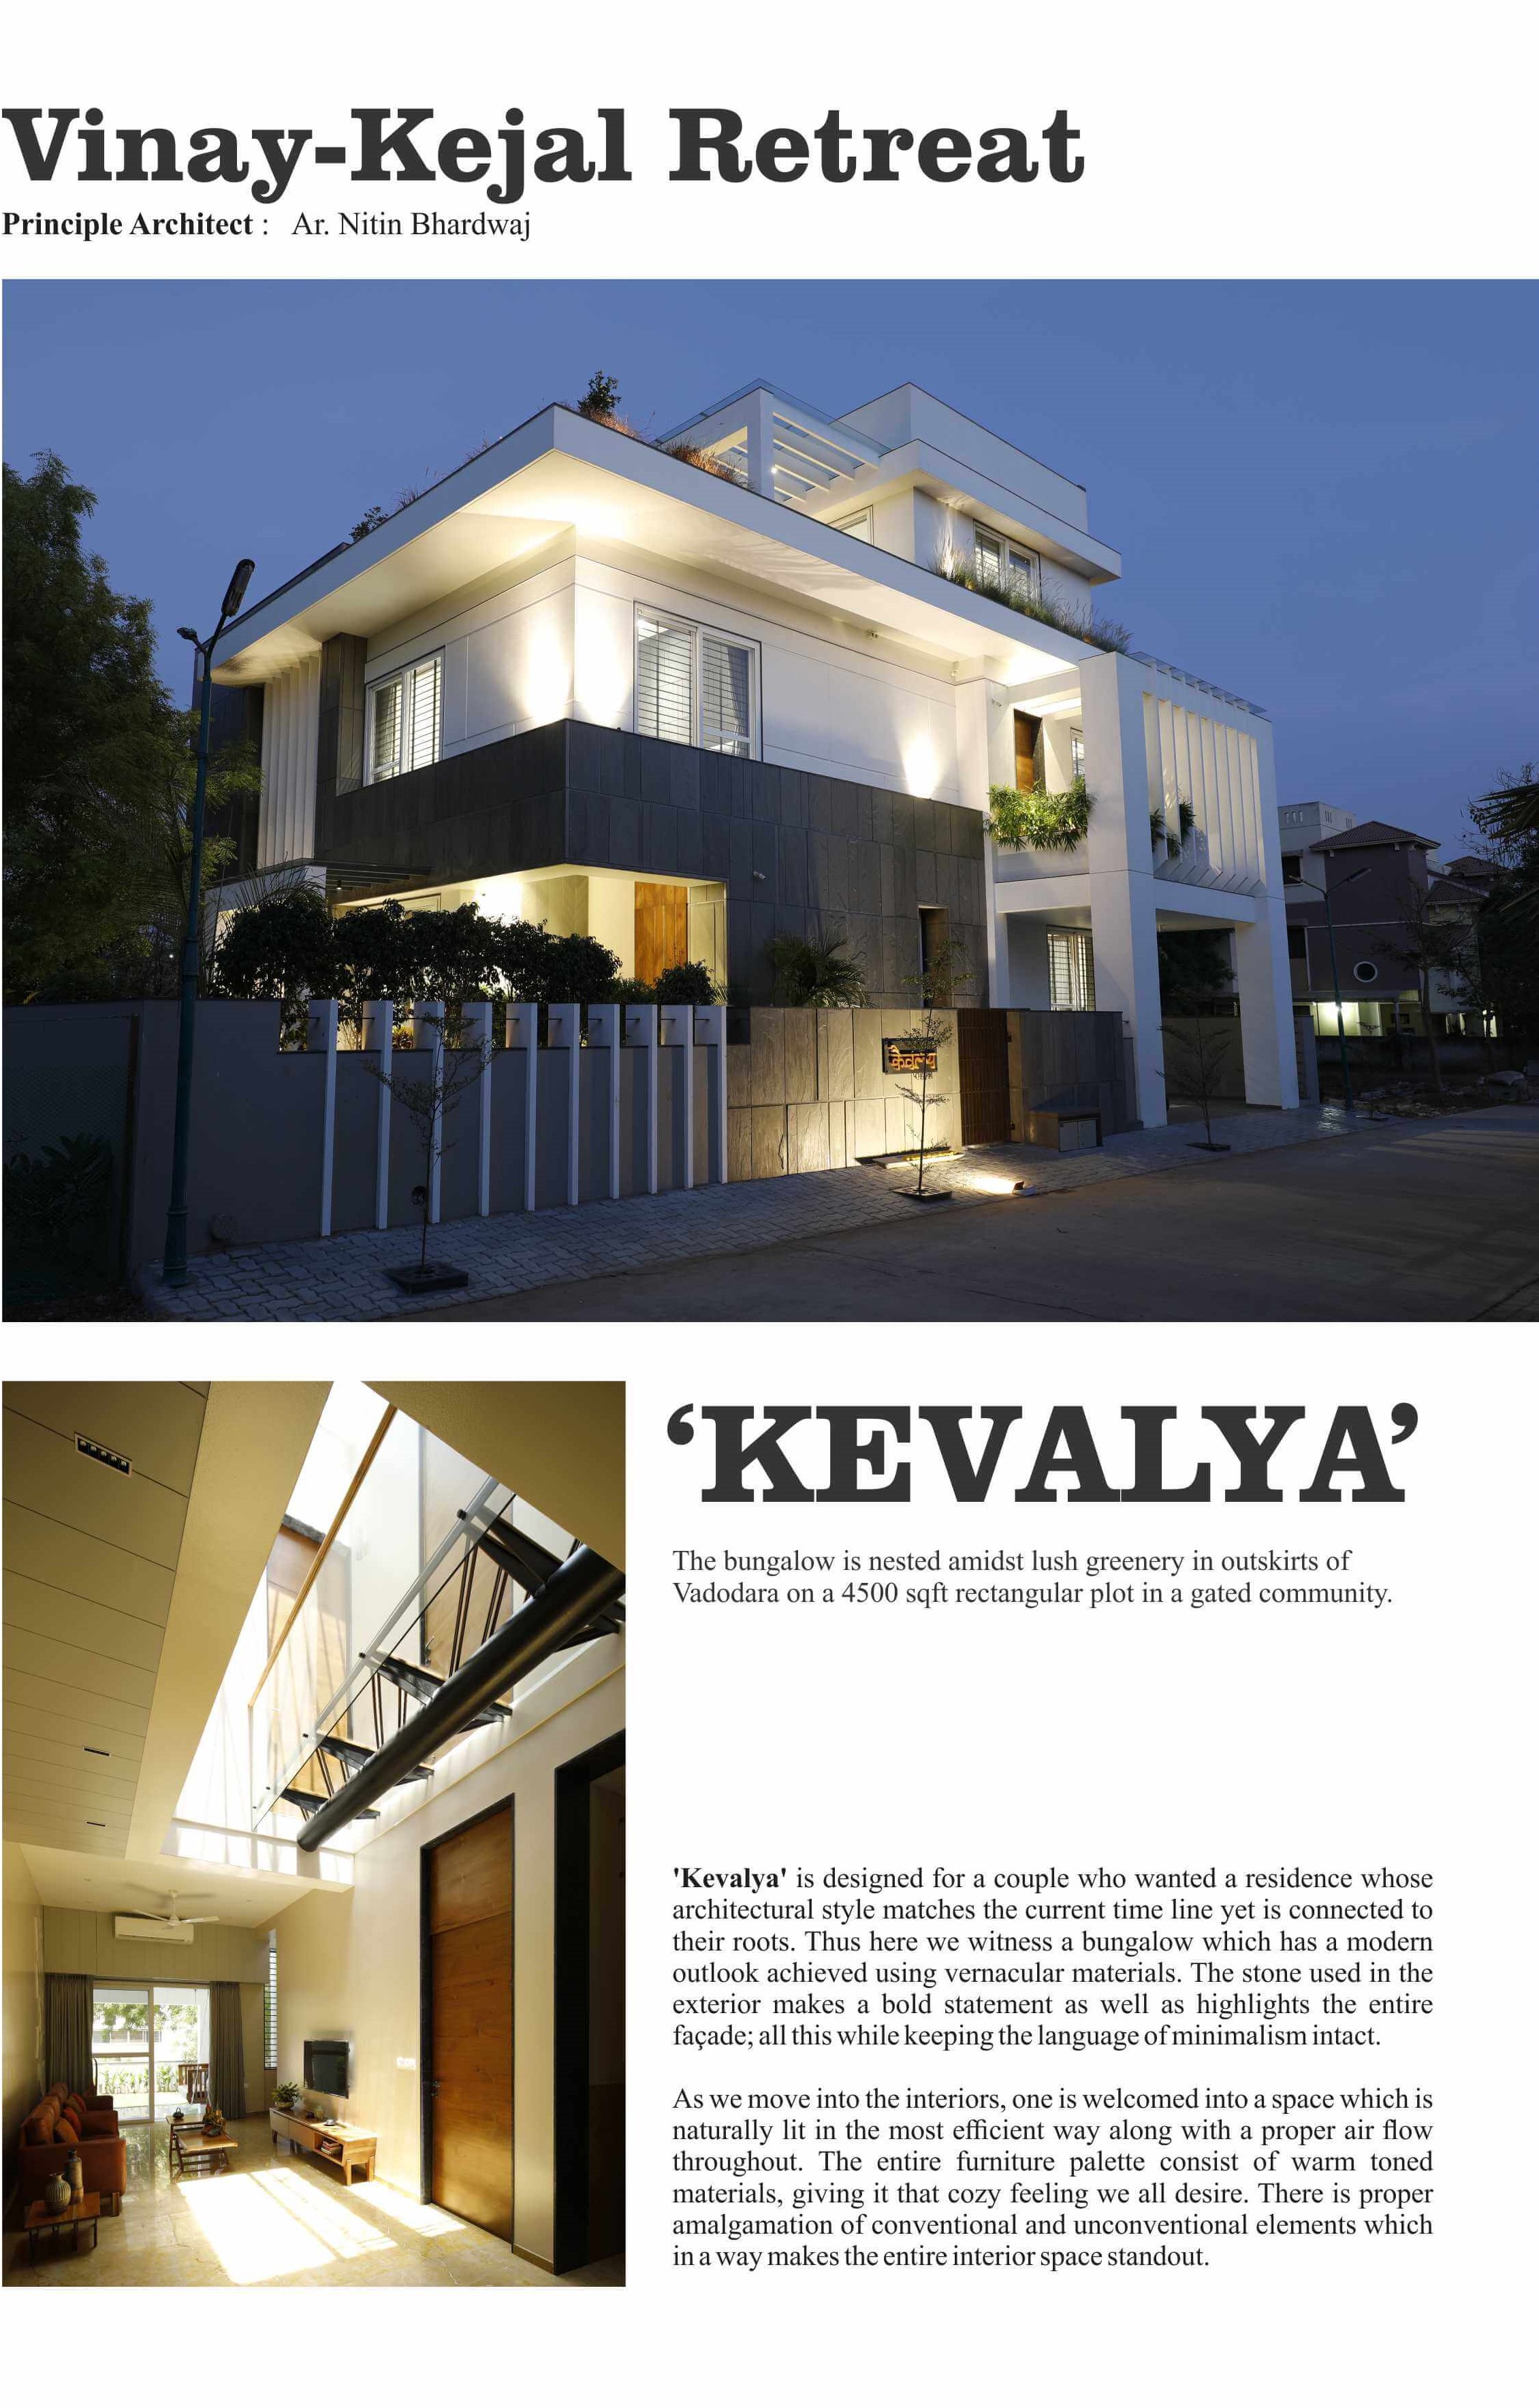 Vinay-Kejal Retreat
Principle Architect : Ar. Nitin Bhardwaj
कैवल्य
‘KEVALYA’
The bungalow is nested amidst lush greenery in outskirts of
Vadodara on a 4500 sqft rectangular plot in a gated community.
'Kevalya' is designed for a couple who wanted a residence whose
architectural style matches the current time line yet is connected to
their roots. Thus here we witness a bungalow which has a modern
outlook achieved using vernacular materials. The stone used in the
exterior makes a bold statement as well as highlights the entire
façade; all this while keeping the language of minimalism intact.
As we move into the interiors, one is welcomed into a space which is
naturally lit in the most efficient way along with a proper air flow
throughout. The entire furniture palette consist of warm toned
materials, giving it that cozy feeling we all desire. There is proper
amalgamation of conventional and unconventional elements which
in a way makes the entire interior space standout.